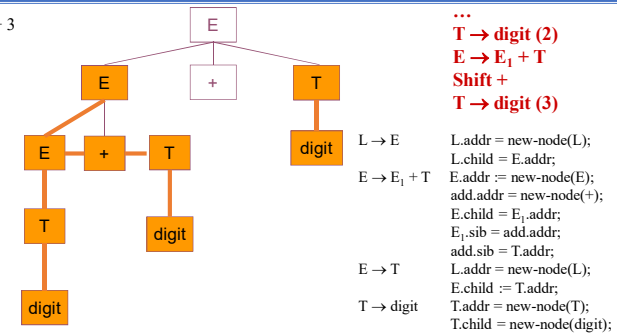 3
E
E
+
T
digit
E
+
T
T
digit
digit
...
T → digit (2)
E → E₁ + T
Shift +
T → digit (3)
L → E L.addr = new-node(L);
L.child = E.addr;
E → E₁ + T E.addr := new-node(E);
add.addr = new-node(+);
E.child = E₁.addr;
E₁.sib = add.addr;
add.sib = T.addr;
E → T L.addr = new-node(L);
E.child := T.addr;
T → digit T.addr = new-node(T);
T.child = new-node(digit);